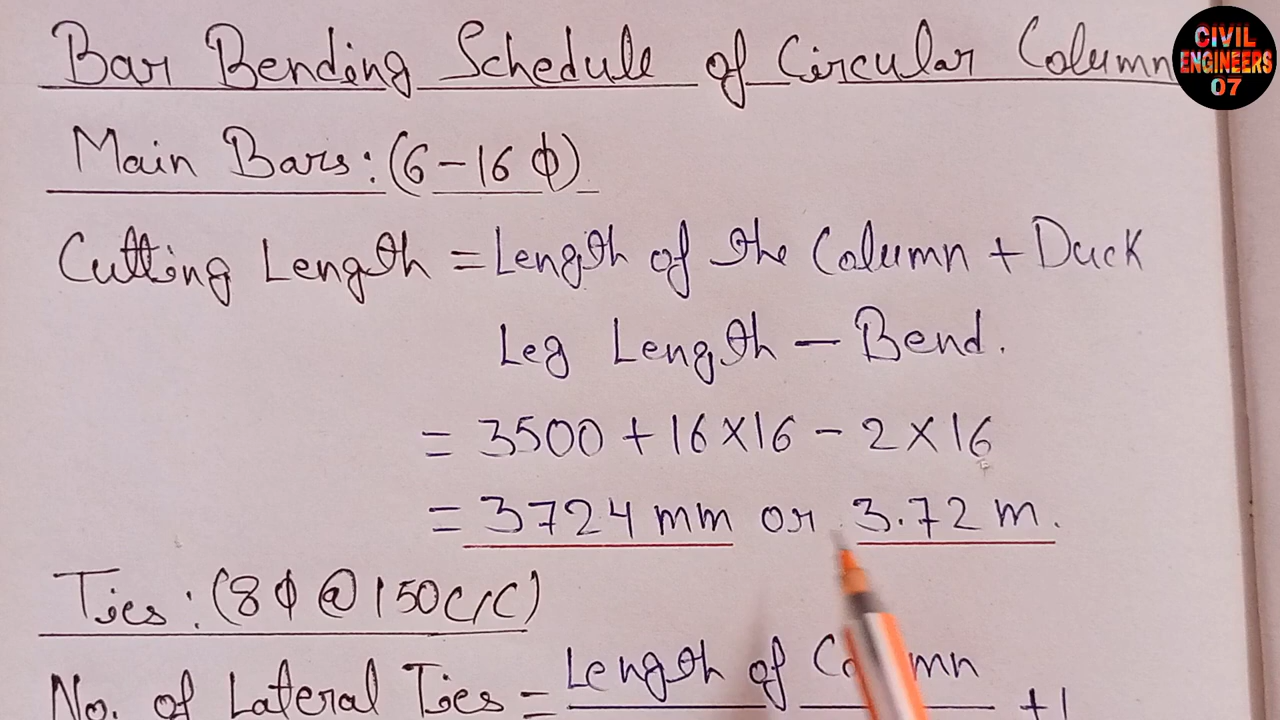 Bar Bending Schedule of Circular Column
CIVIL
ENGINEERS
07
Main Bars: (6-16 Φ)
Cutting Length = Length of the Column + Duck
Leg Length - Bend.
= 3500 + 16×16 - 2×16
= 3724 mm or 3.72 m.
Ties: (8 Φ @ 150 C/C)
No. of Lateral Ties = Length of
+1